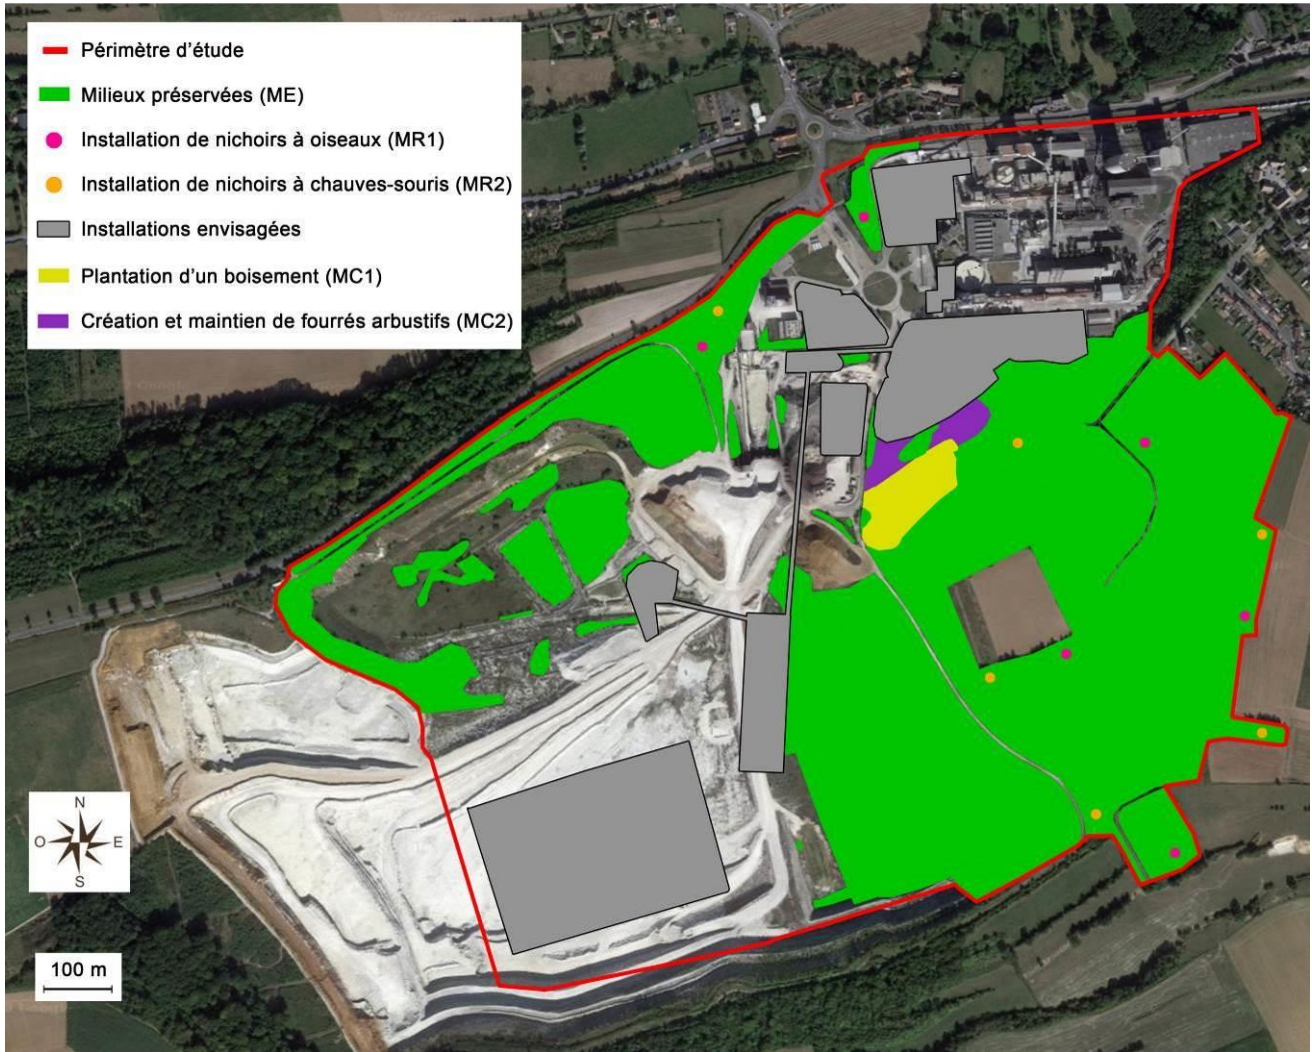 Périmètre d'étude
Milieux préservées (ME)
Installation de nichoirs à oiseaux (MR1)
Installation de nichoirs à chauves-souris (MR2)
Installations envisagées
Plantation d'un boisement (MC1)
Création et maintien de fourrés arbustifs (MC2)
N
O E
S
100 m